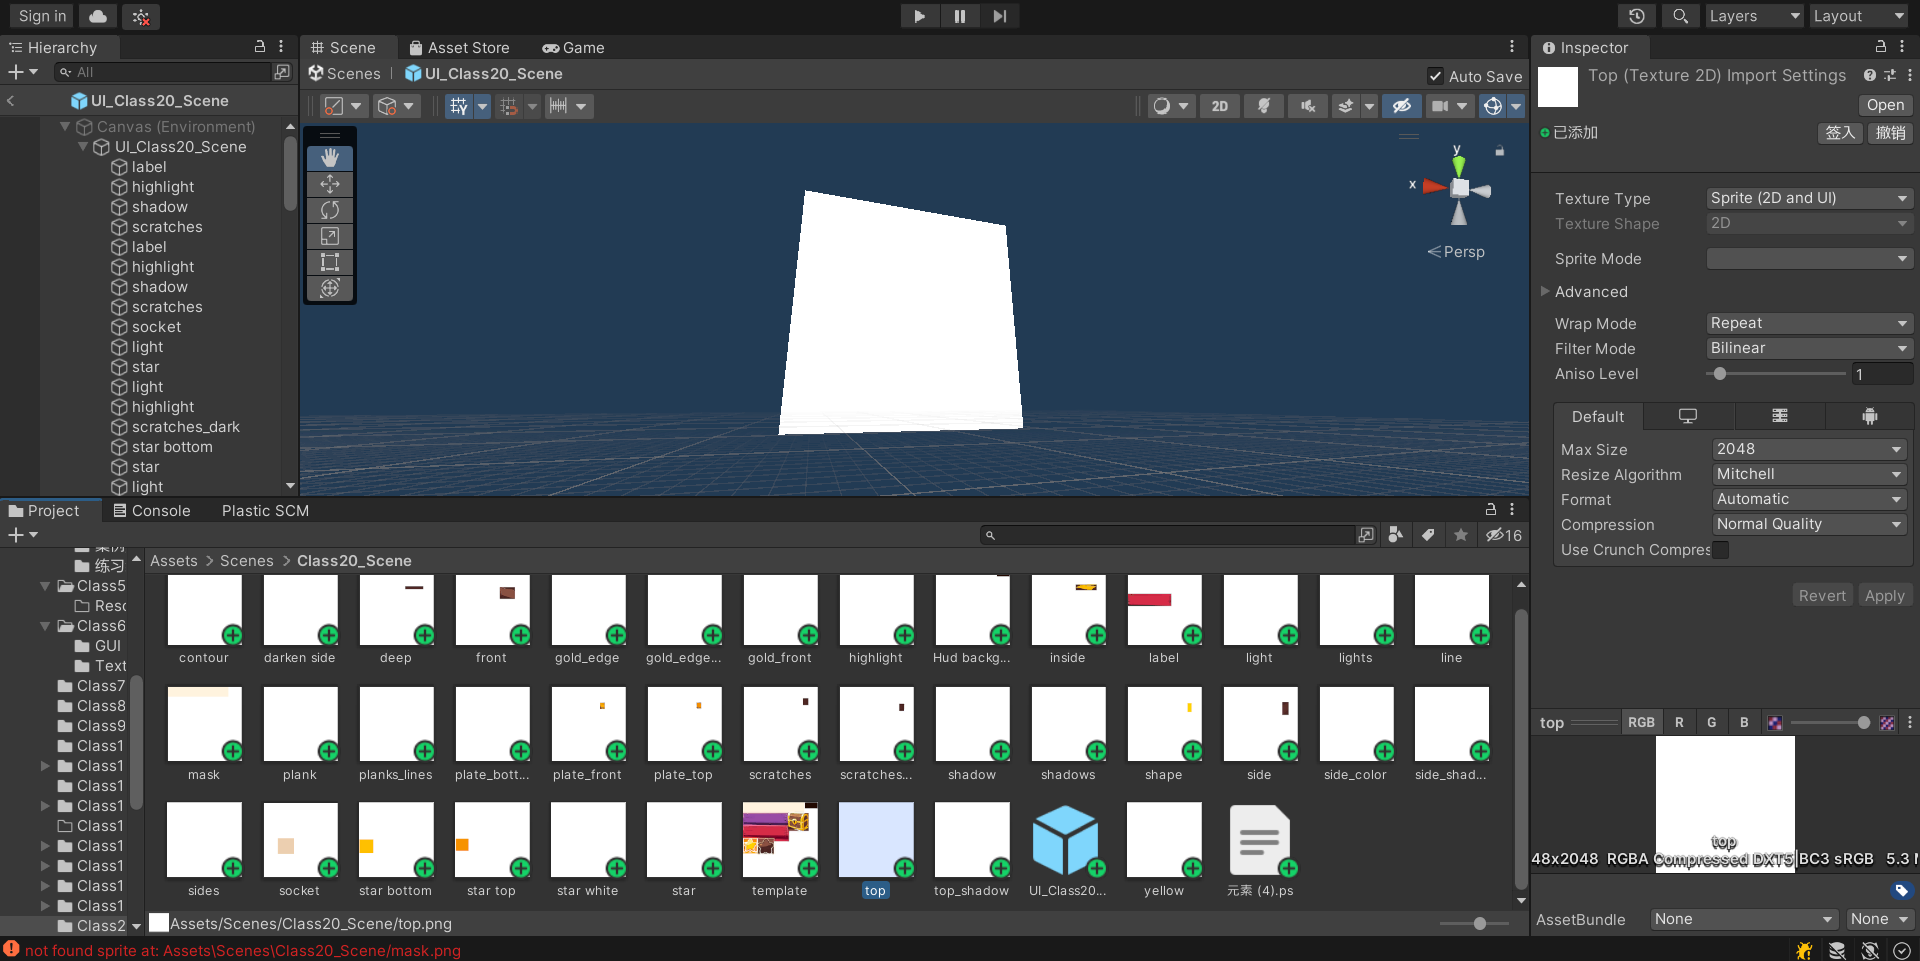 Sign in
Layers
Layout
Hierarchy
All
UI_Class20_Scene
Canvas (Environment)
UI_Class20_Scene
label
highlight
shadow
scratches
label
highlight
shadow
scratches
socket
light
star
light
highlight
scratches_dark
star bottom
star
light
Scene
Asset Store
Game
Scenes
UI_Class20_Scene
Auto Save
2D
y
x
Persp
Inspector
Top (Texture 2D) Import Settings
Open
已添加
签入
撤销
Texture Type
Sprite (2D and UI)
Texture Shape
2D
Sprite Mode
Advanced
Wrap Mode
Repeat
Filter Mode
Bilinear
Aniso Level
1
Default
Max Size
2048
Resize Algorithm
Mitchell
Format
Automatic
Compression
Normal Quality
Use Crunch Compres
Revert
Apply
Project
Console
Plastic SCM
16
案例
练习
Class5
Reso
Class6
GUI
Text
Class7
Class8
Class9
Class1
Class1
Class1
Class1
Class1
Class1
Class1
Class1
Class1
Class2
Assets > Scenes > Class20_Scene
contour
darken side
deep
front
gold_edge
gold_edge...
gold_front
highlight
Hud backg...
inside
label
light
lights
line
mask
plank
planks_lines
plate_bott...
plate_front
plate_top
scratches
scratches...
shadow
shadows
shape
side
side_color
side_shad...
sides
socket
star bottom
star top
star white
star
template
top
top_shadow
UI_Class20...
yellow
元素 (4).ps
Assets/Scenes/Class20_Scene/top.png
top
RGB
R
G
B
top
48x2048 RGBA Compressed DXT5|BC3 sRGB 5.3 M
AssetBundle
None
None
not found sprite at: Assets\Scenes\Class20_Scene/mask.png